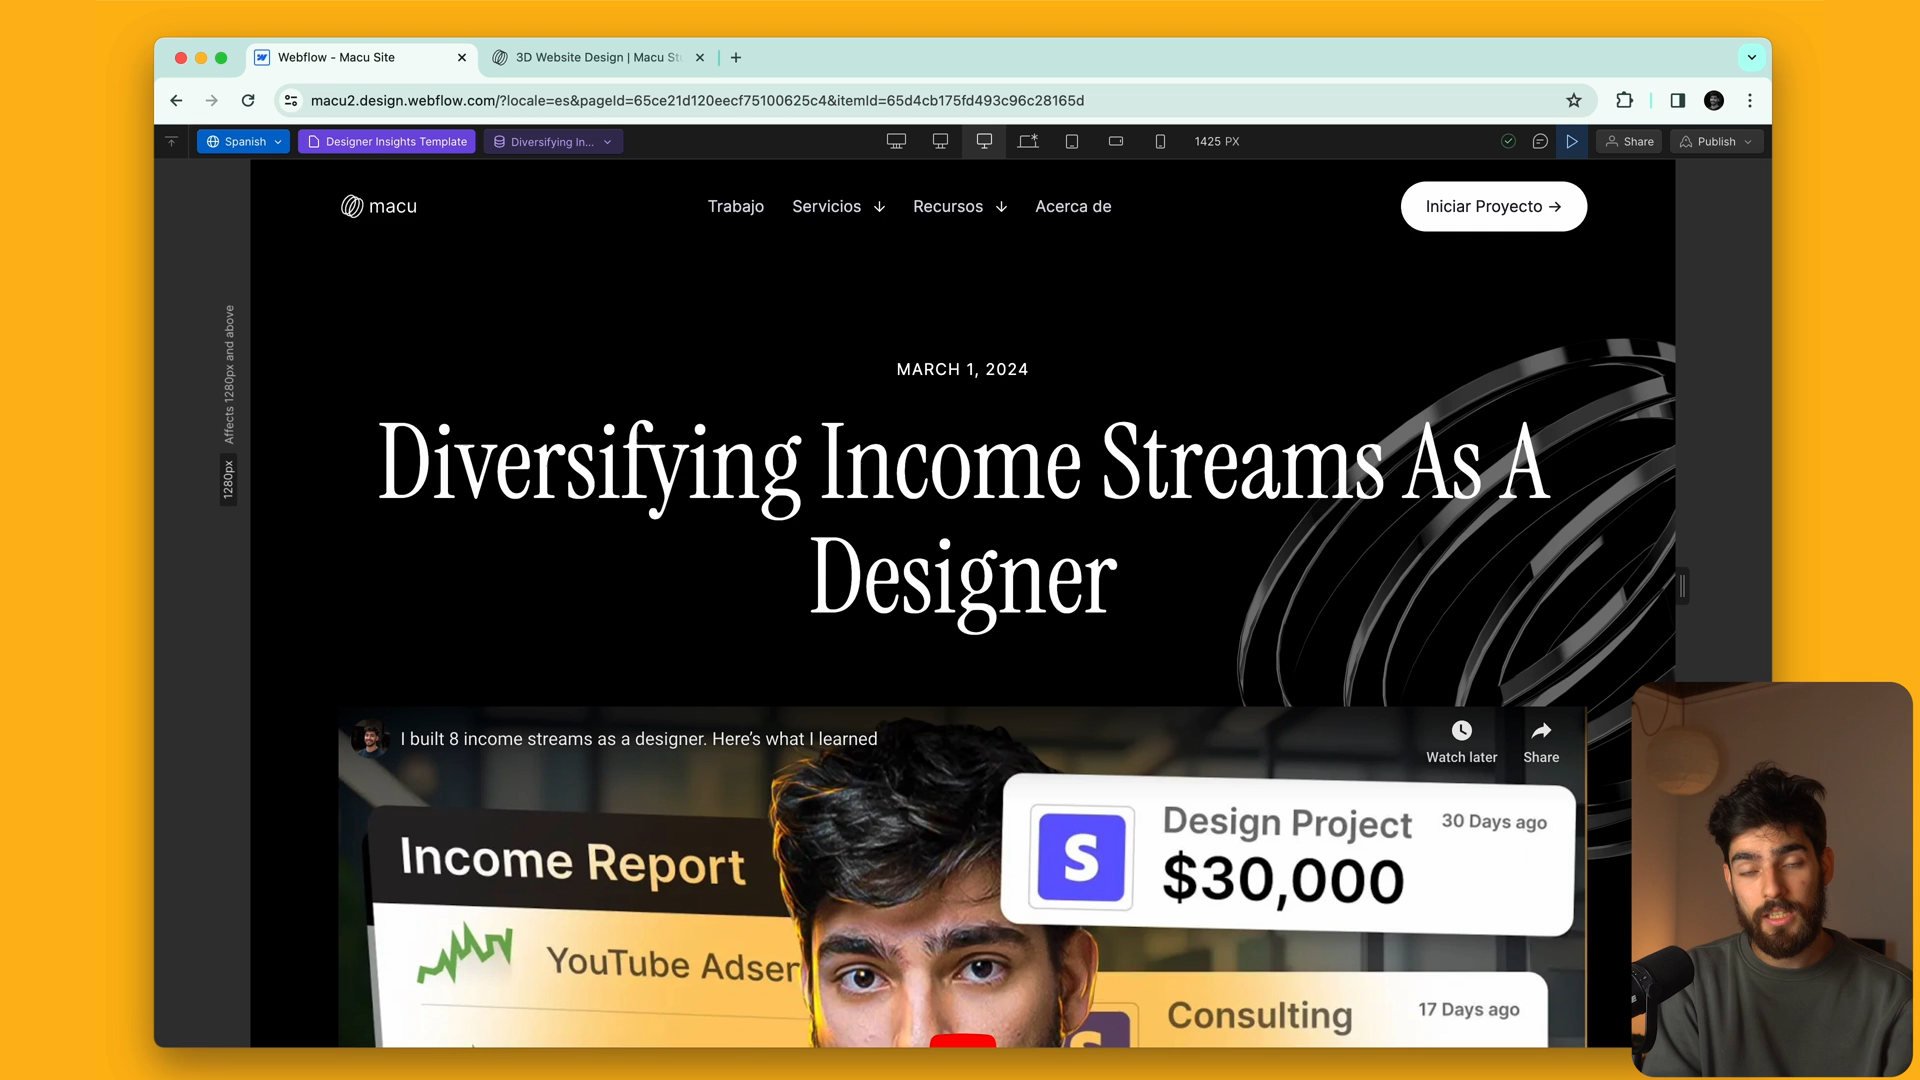 Webflow - Macu Site
3D Website Design | Macu St
macu2.design.webflow.com/?locale=es&pageId=65ce21d120eecf75100625c4&itemId=65d4cb175fd493c96c28165d
Spanish
Designer Insights Template
Diversifying In...
1425 PX
Share
Publish
Affects 1280px and above
1280px
macu
Trabajo
Servicios
Recursos
Acerca de
Iniciar Proyecto →
MARCH 1, 2024
Diversifying Income Streams As A
Designer
I built 8 income streams as a designer. Here's what I learned
Watch later
Share
Income Report
YouTube Adsen
S
Design Project
30 Days ago
$30,000
S
Consulting
17 Days ago